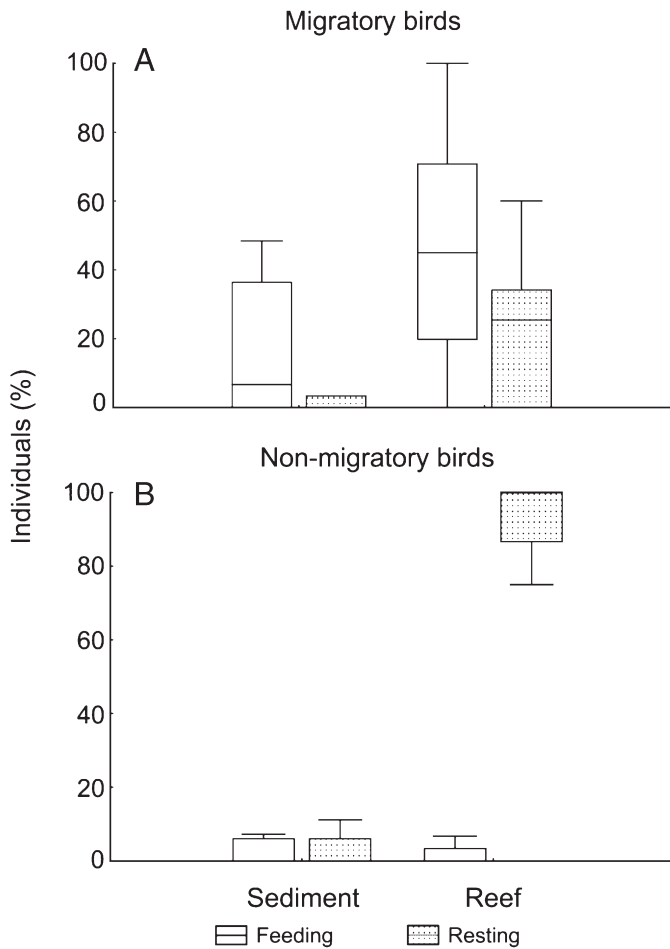 Migratory birds
A
100
80
60
40
20
0
Individuals (%)
Non-migratory birds
B
100
80
60
40
20
0
Sediment Reef
Feeding Resting